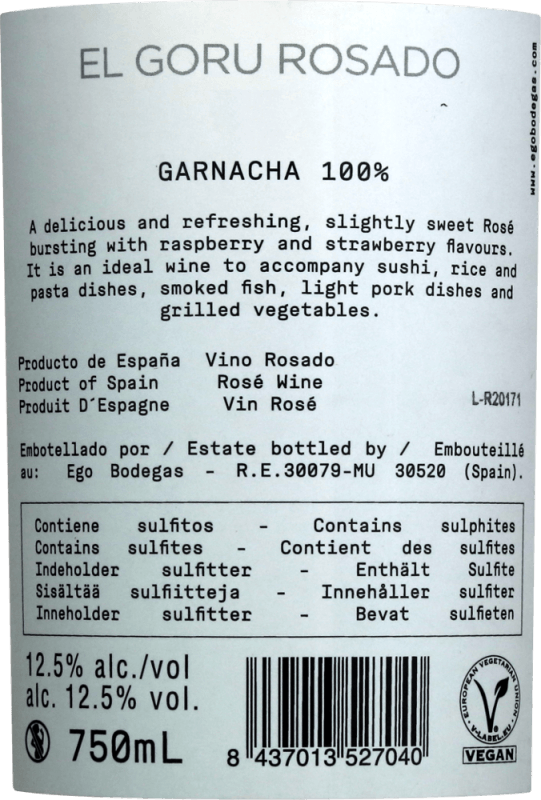 EL GORU ROSADO
www.egobodegas.com
GARNACHA 100%
A delicious and refreshing, slightly sweet Rosé
bursting with raspberry and strawberry flavours.
It is an ideal wine to accompany sushi, rice and
pasta dishes, smoked fish, light pork dishes and
grilled vegetables.
Producto de España Vino Rosado
Product of Spain Rosé Wine
Produit D´Espagne Vin Rosé
L-R20171
Embotellado por / Estate bottled by / Embouteillé
au: Ego Bodegas - R.E.30079-MU 30520 (Spain).
Contiene sulfitos - Contains sulphites
Contains sulfites - Contient des sulfites
Indeholder sulfitter - Enthält Sulfite
Sisältää sulfiitteja - Innehåller sulfiter
Inneholder sulfitter - Bevat sulfieten
12.5% alc./vol
alc. 12.5% vol.
750mL
8 437013 527040
EUROPEAN VEGETARIAN UNION
V-LABEL.EU
VEGAN